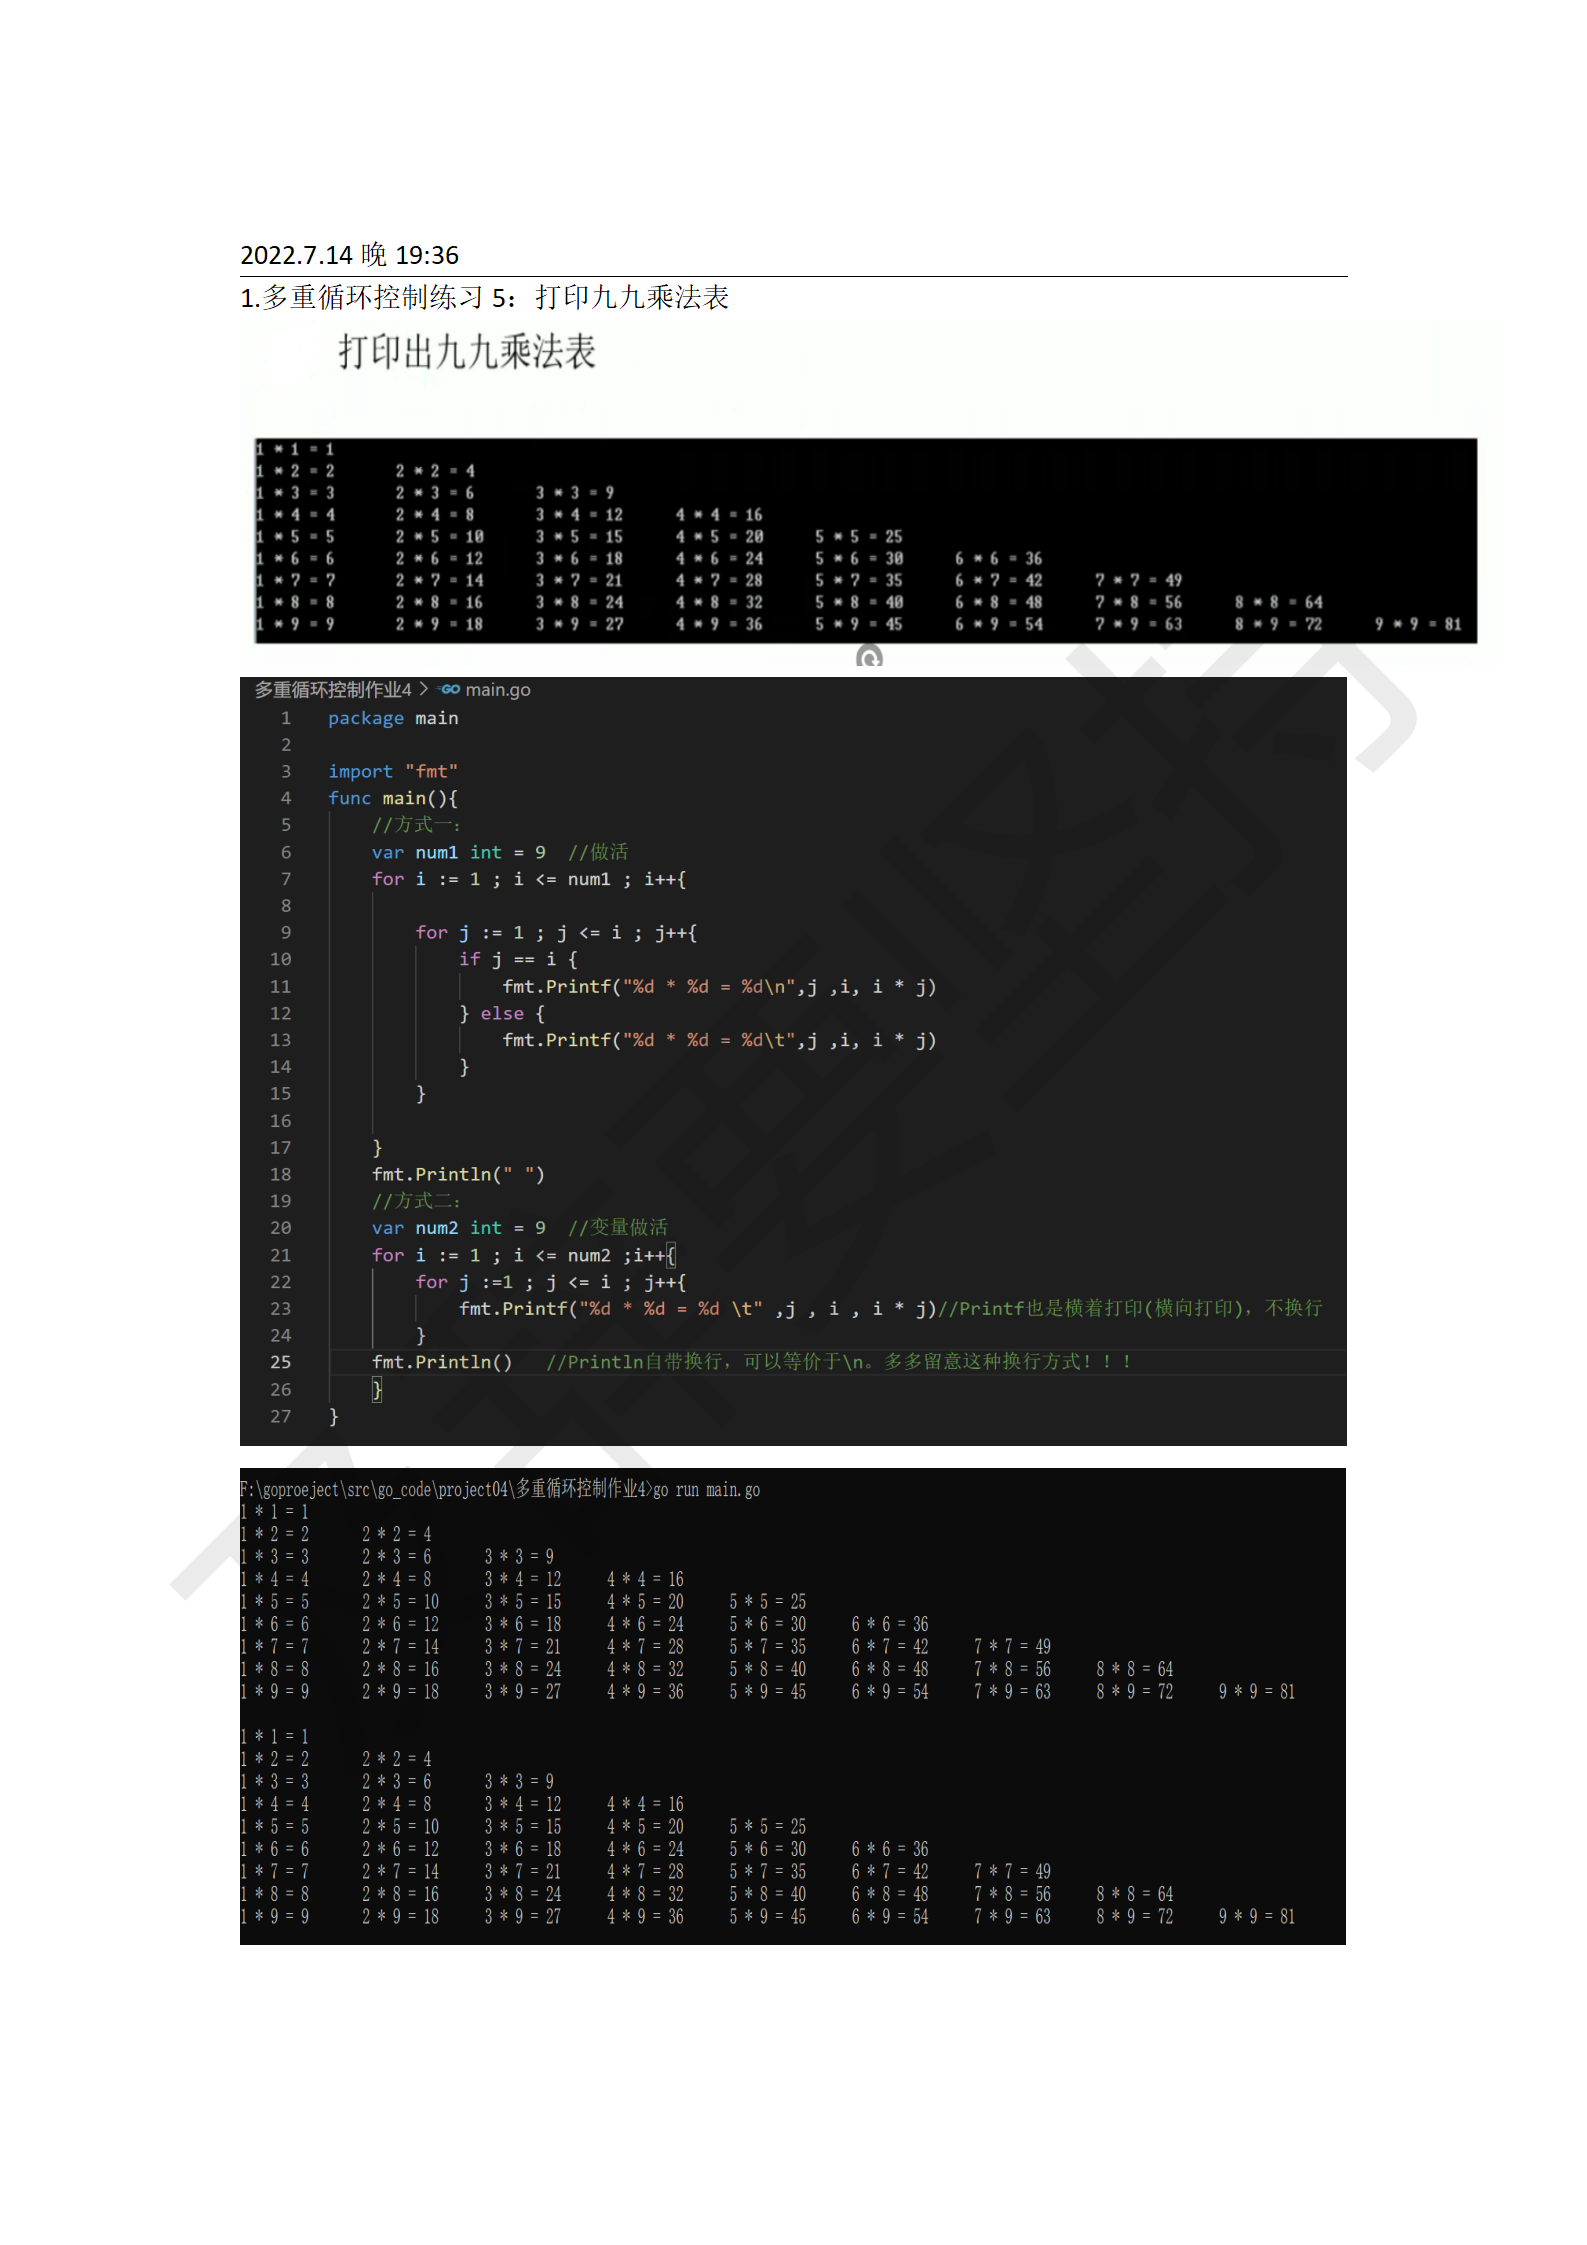 2022.7.14 晚 19:36
1.多重循环控制练习 5：打印九九乘法表
打印出九九乘法表
1 * 1 = 1
1 * 2 = 2 2 * 2 = 4
1 * 3 = 3 2 * 3 = 6 3 * 3 = 9
1 * 4 = 4 2 * 4 = 8 3 * 4 = 12 4 * 4 = 16
1 * 5 = 5 2 * 5 = 10 3 * 5 = 15 4 * 5 = 20 5 * 5 = 25
1 * 6 = 6 2 * 6 = 12 3 * 6 = 18 4 * 6 = 24 5 * 6 = 30 6 * 6 = 36
1 * 7 = 7 2 * 7 = 14 3 * 7 = 21 4 * 7 = 28 5 * 7 = 35 6 * 7 = 42 7 * 7 = 49
1 * 8 = 8 2 * 8 = 16 3 * 8 = 24 4 * 8 = 32 5 * 8 = 40 6 * 8 = 48 7 * 8 = 56 8 * 8 = 64
1 * 9 = 9 2 * 9 = 18 3 * 9 = 27 4 * 9 = 36 5 * 9 = 45 6 * 9 = 54 7 * 9 = 63 8 * 9 = 72 9 * 9 = 81
多重循环控制作业4 > GO main.go
1 package main
2
3 import "fmt"
4 func main(){
5 //方式一：
6 var num1 int = 9 //做活
7 for i := 1 ; i <= num1 ; i++{
8
9 for j := 1 ; j <= i ; j++{
10 if j == i {
11 fmt.Printf("%d * %d = %d\n",j ,i, i * j)
12 } else {
13 fmt.Printf("%d * %d = %d\t",j ,i, i * j)
14 }
15 }
16
17 }
18 fmt.Println(" ")
19 //方式二：
20 var num2 int = 9 //变量做活
21 for i := 1 ; i <= num2 ;i++{
22 for j :=1 ; j <= i ; j++{
23 fmt.Printf("%d * %d = %d \t" ,j , i , i * j)//Printf也是横着打印(横向打印)，不换行
24 }
25 fmt.Println() //Println自带换行，可以等价于\n。多多留意这种换行方式！！！
26 }
27 }
F:\goproeject\src\go_code\project04\多重循环控制作业4>go run main.go
1 * 1 = 1
1 * 2 = 2 2 * 2 = 4
1 * 3 = 3 2 * 3 = 6 3 * 3 = 9
1 * 4 = 4 2 * 4 = 8 3 * 4 = 12 4 * 4 = 16
1 * 5 = 5 2 * 5 = 10 3 * 5 = 15 4 * 5 = 20 5 * 5 = 25
1 * 6 = 6 2 * 6 = 12 3 * 6 = 18 4 * 6 = 24 5 * 6 = 30 6 * 6 = 36
1 * 7 = 7 2 * 7 = 14 3 * 7 = 21 4 * 7 = 28 5 * 7 = 35 6 * 7 = 42 7 * 7 = 49
1 * 8 = 8 2 * 8 = 16 3 * 8 = 24 4 * 8 = 32 5 * 8 = 40 6 * 8 = 48 7 * 8 = 56 8 * 8 = 64
1 * 9 = 9 2 * 9 = 18 3 * 9 = 27 4 * 9 = 36 5 * 9 = 45 6 * 9 = 54 7 * 9 = 63 8 * 9 = 72 9 * 9 = 81
1 * 1 = 1
1 * 2 = 2 2 * 2 = 4
1 * 3 = 3 2 * 3 = 6 3 * 3 = 9
1 * 4 = 4 2 * 4 = 8 3 * 4 = 12 4 * 4 = 16
1 * 5 = 5 2 * 5 = 10 3 * 5 = 15 4 * 5 = 20 5 * 5 = 25
1 * 6 = 6 2 * 6 = 12 3 * 6 = 18 4 * 6 = 24 5 * 6 = 30 6 * 6 = 36
1 * 7 = 7 2 * 7 = 14 3 * 7 = 21 4 * 7 = 28 5 * 7 = 35 6 * 7 = 42 7 * 7 = 49
1 * 8 = 8 2 * 8 = 16 3 * 8 = 24 4 * 8 = 32 5 * 8 = 40 6 * 8 = 48 7 * 8 = 56 8 * 8 = 64
1 * 9 = 9 2 * 9 = 18 3 * 9 = 27 4 * 9 = 36 5 * 9 = 45 6 * 9 = 54 7 * 9 = 63 8 * 9 = 72 9 * 9 = 81